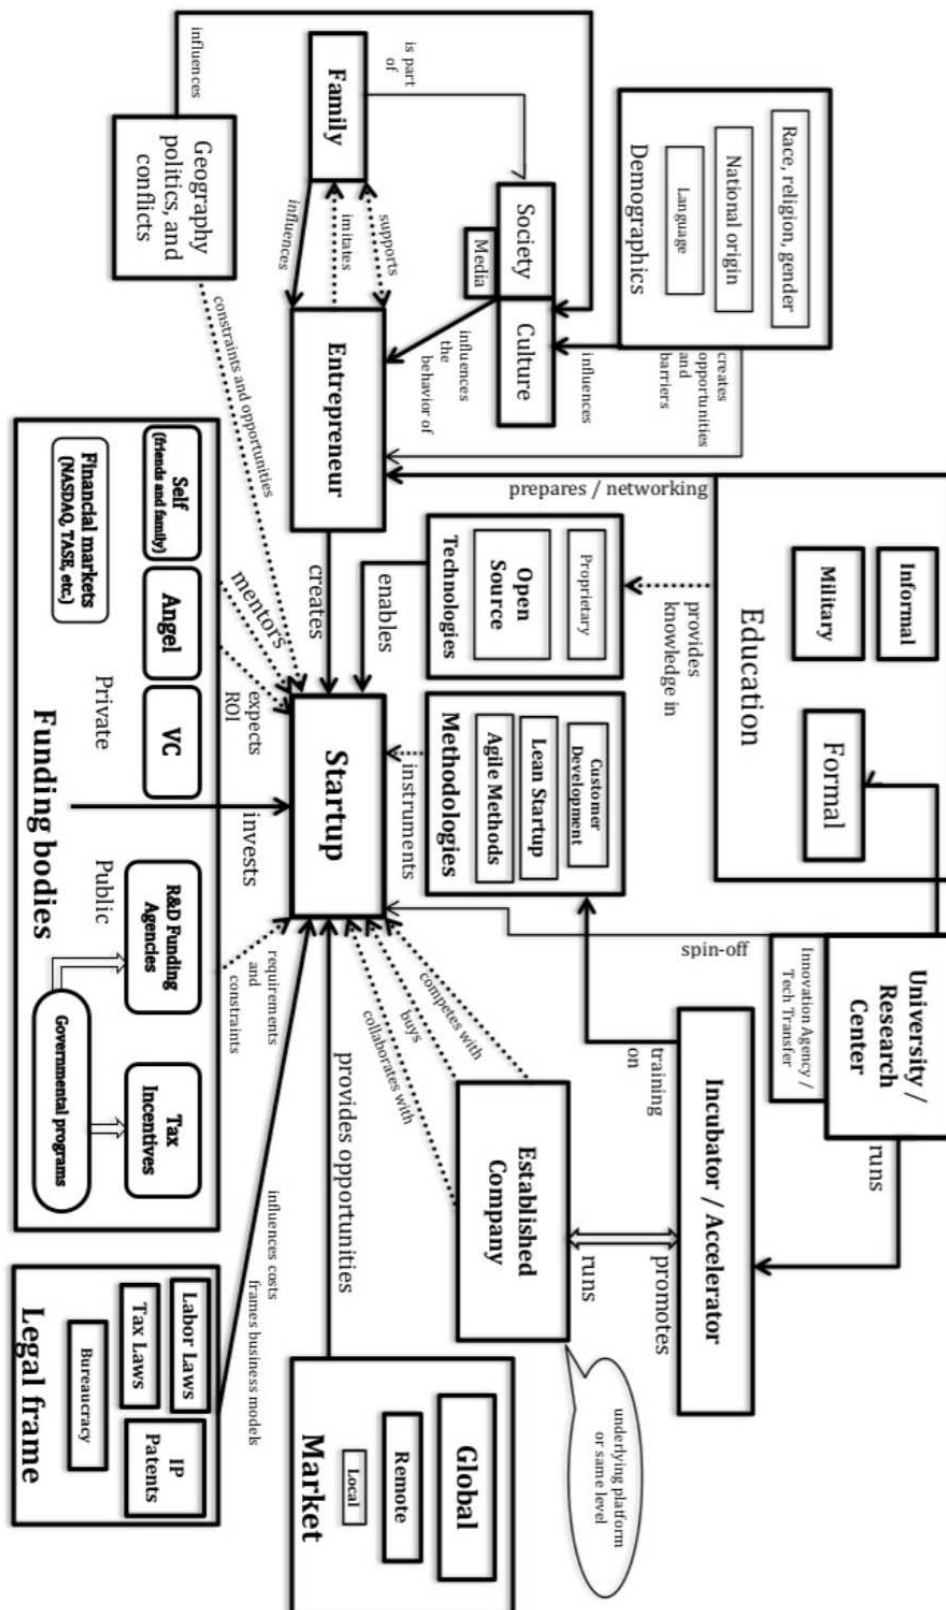 Race, religion, gender
National origin
Language
Demographics
creates
opportunities
and
barriers
influences
Society
Culture
Media
is part
of
Family
supports
imitates
influences
influences
the
behavior of
Entrepreneur
influences
Geography
politics, and
conflicts
constraints and opportunities
creates
Informal
Military
Formal
Education
prepares / networking
provides
knowledge in
Proprietary
Open
Source
Technologies
enables
Customer
Development
Lean Startup
Agile Methods
Methodologies
instruments
Startup
University /
Research
Center
Innovation Agency /
Tech Transfer
spin-off
runs
Incubator / Accelerator
training
on
promotes
runs
Established
Company
underlying platform
or same level
competes with
buys
collaborates with
Global
Remote
Local
Market
provides opportunities
mentors
expects
ROI
invests
requirements
and
constraints
influences costs
frames business models
Self
(friends and family)
Angel
VC
Financial markets
(NASDAQ, TASE, etc.)
Private
Public
R&D Funding
Agencies
Tax
Incentives
Governmental programs
Funding bodies
Labor Laws
Tax Laws
IP
Patents
Bureaucracy
Legal frame